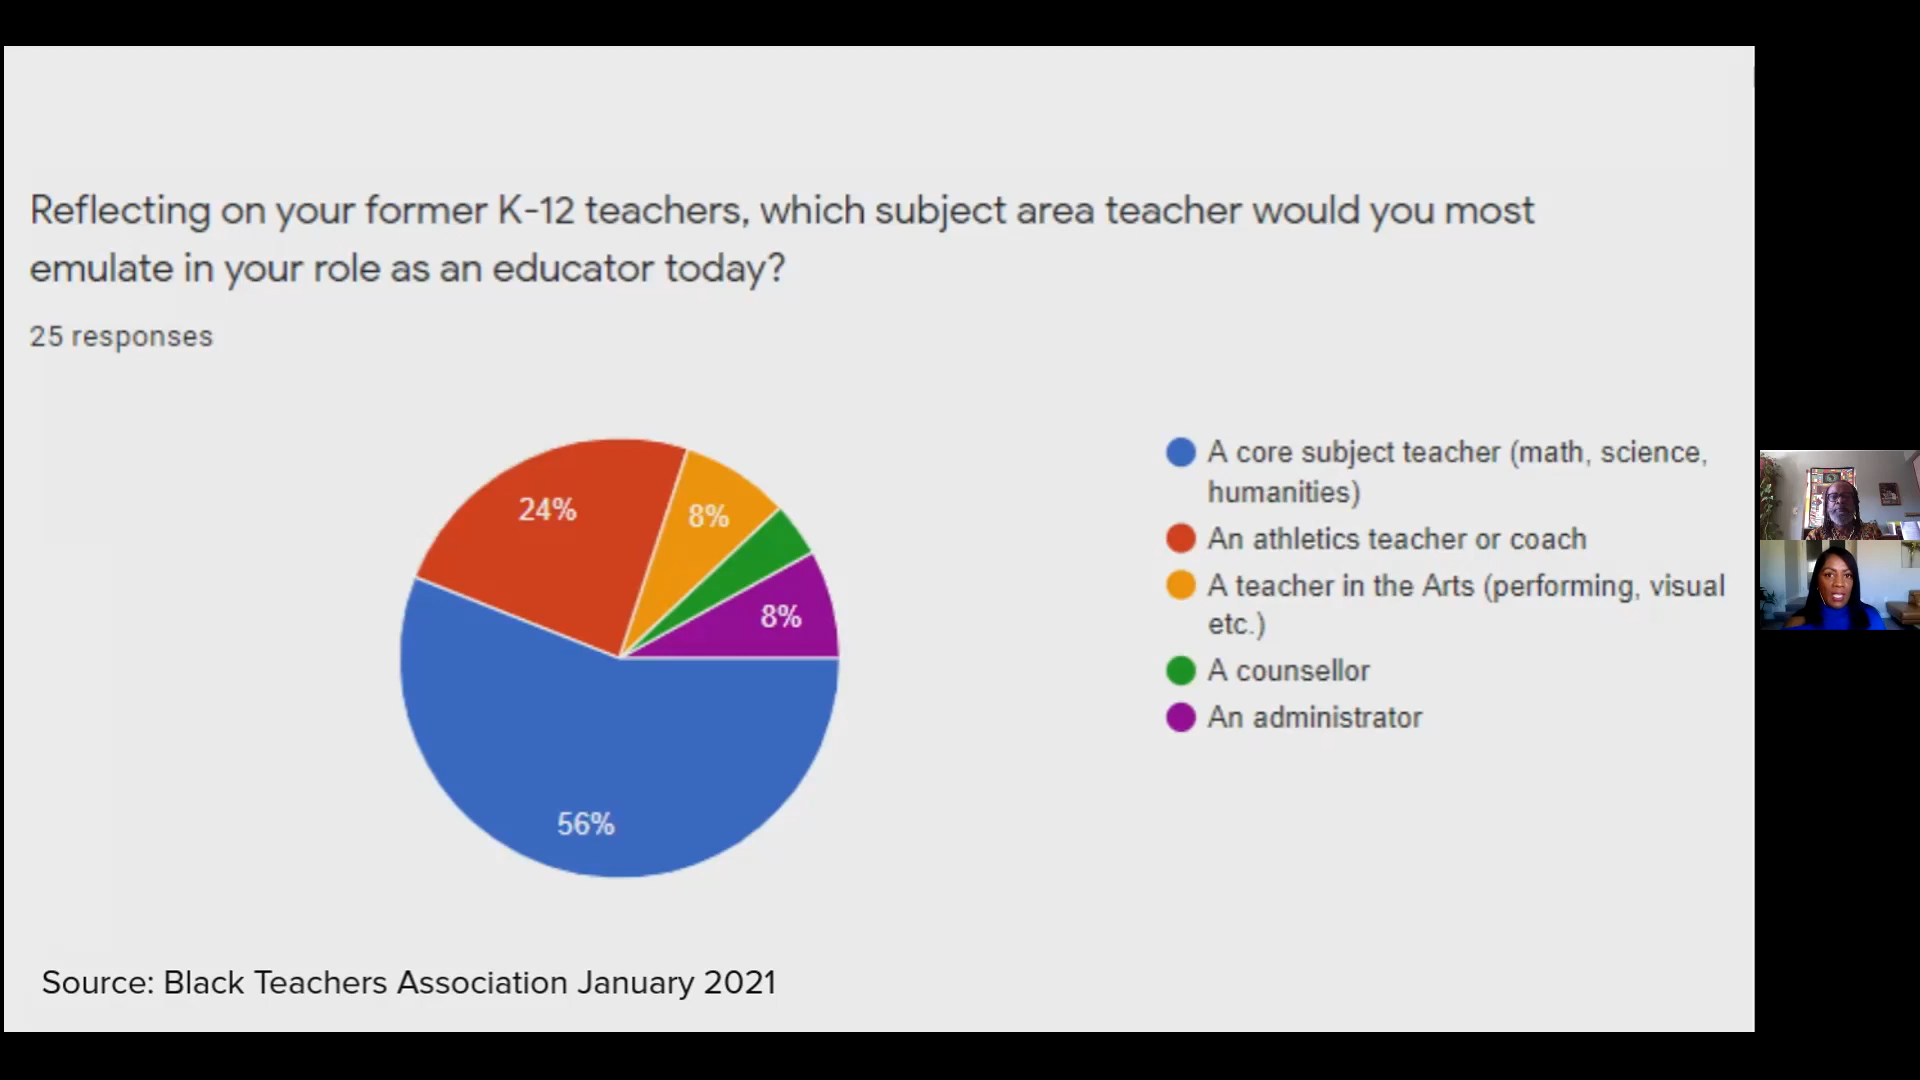 Reflecting on your former K-12 teachers, which subject area teacher would you most
emulate in your role as an educator today?
25 responses
24%
8%
8%
56%
A core subject teacher (math, science,
humanities)
An athletics teacher or coach
A teacher in the Arts (performing, visual
etc.)
A counsellor
An administrator
Source: Black Teachers Association January 2021